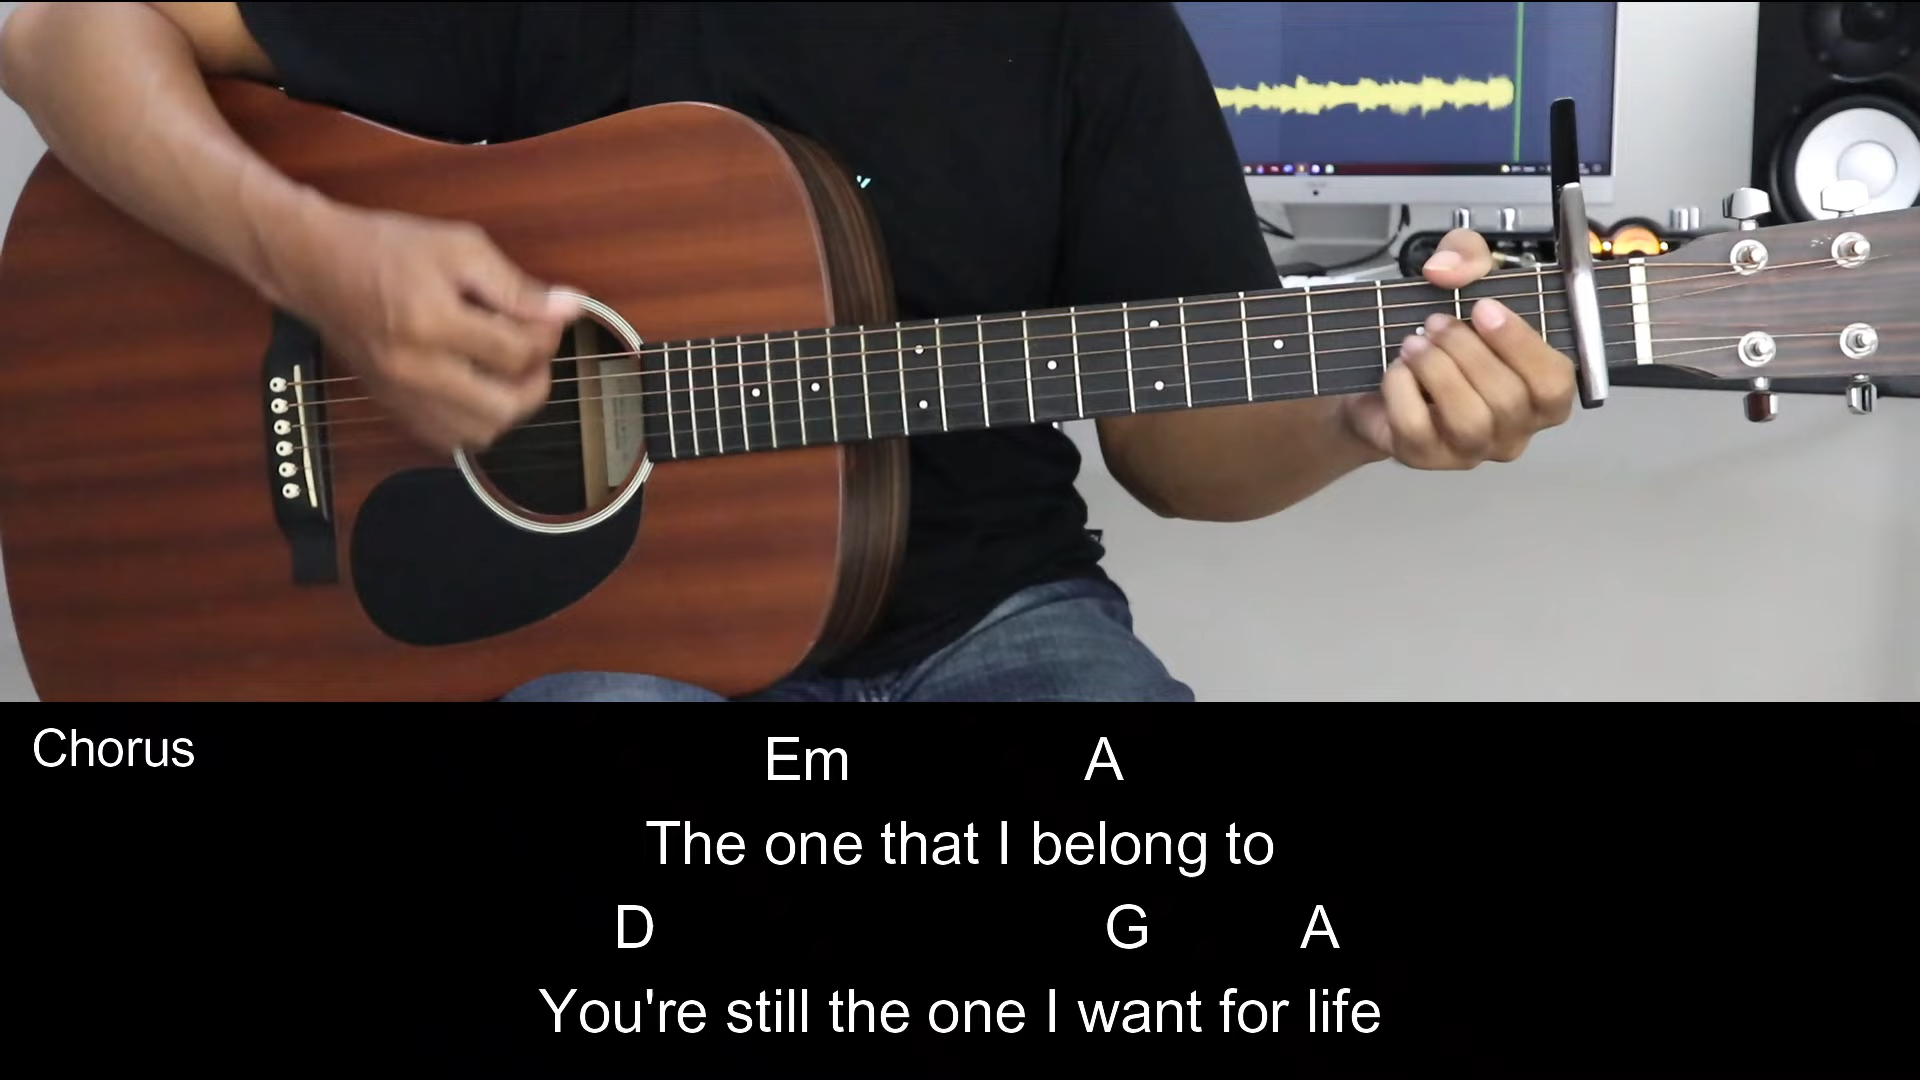 Chorus
Em A
The one that I belong to
D G A
You're still the one I want for life